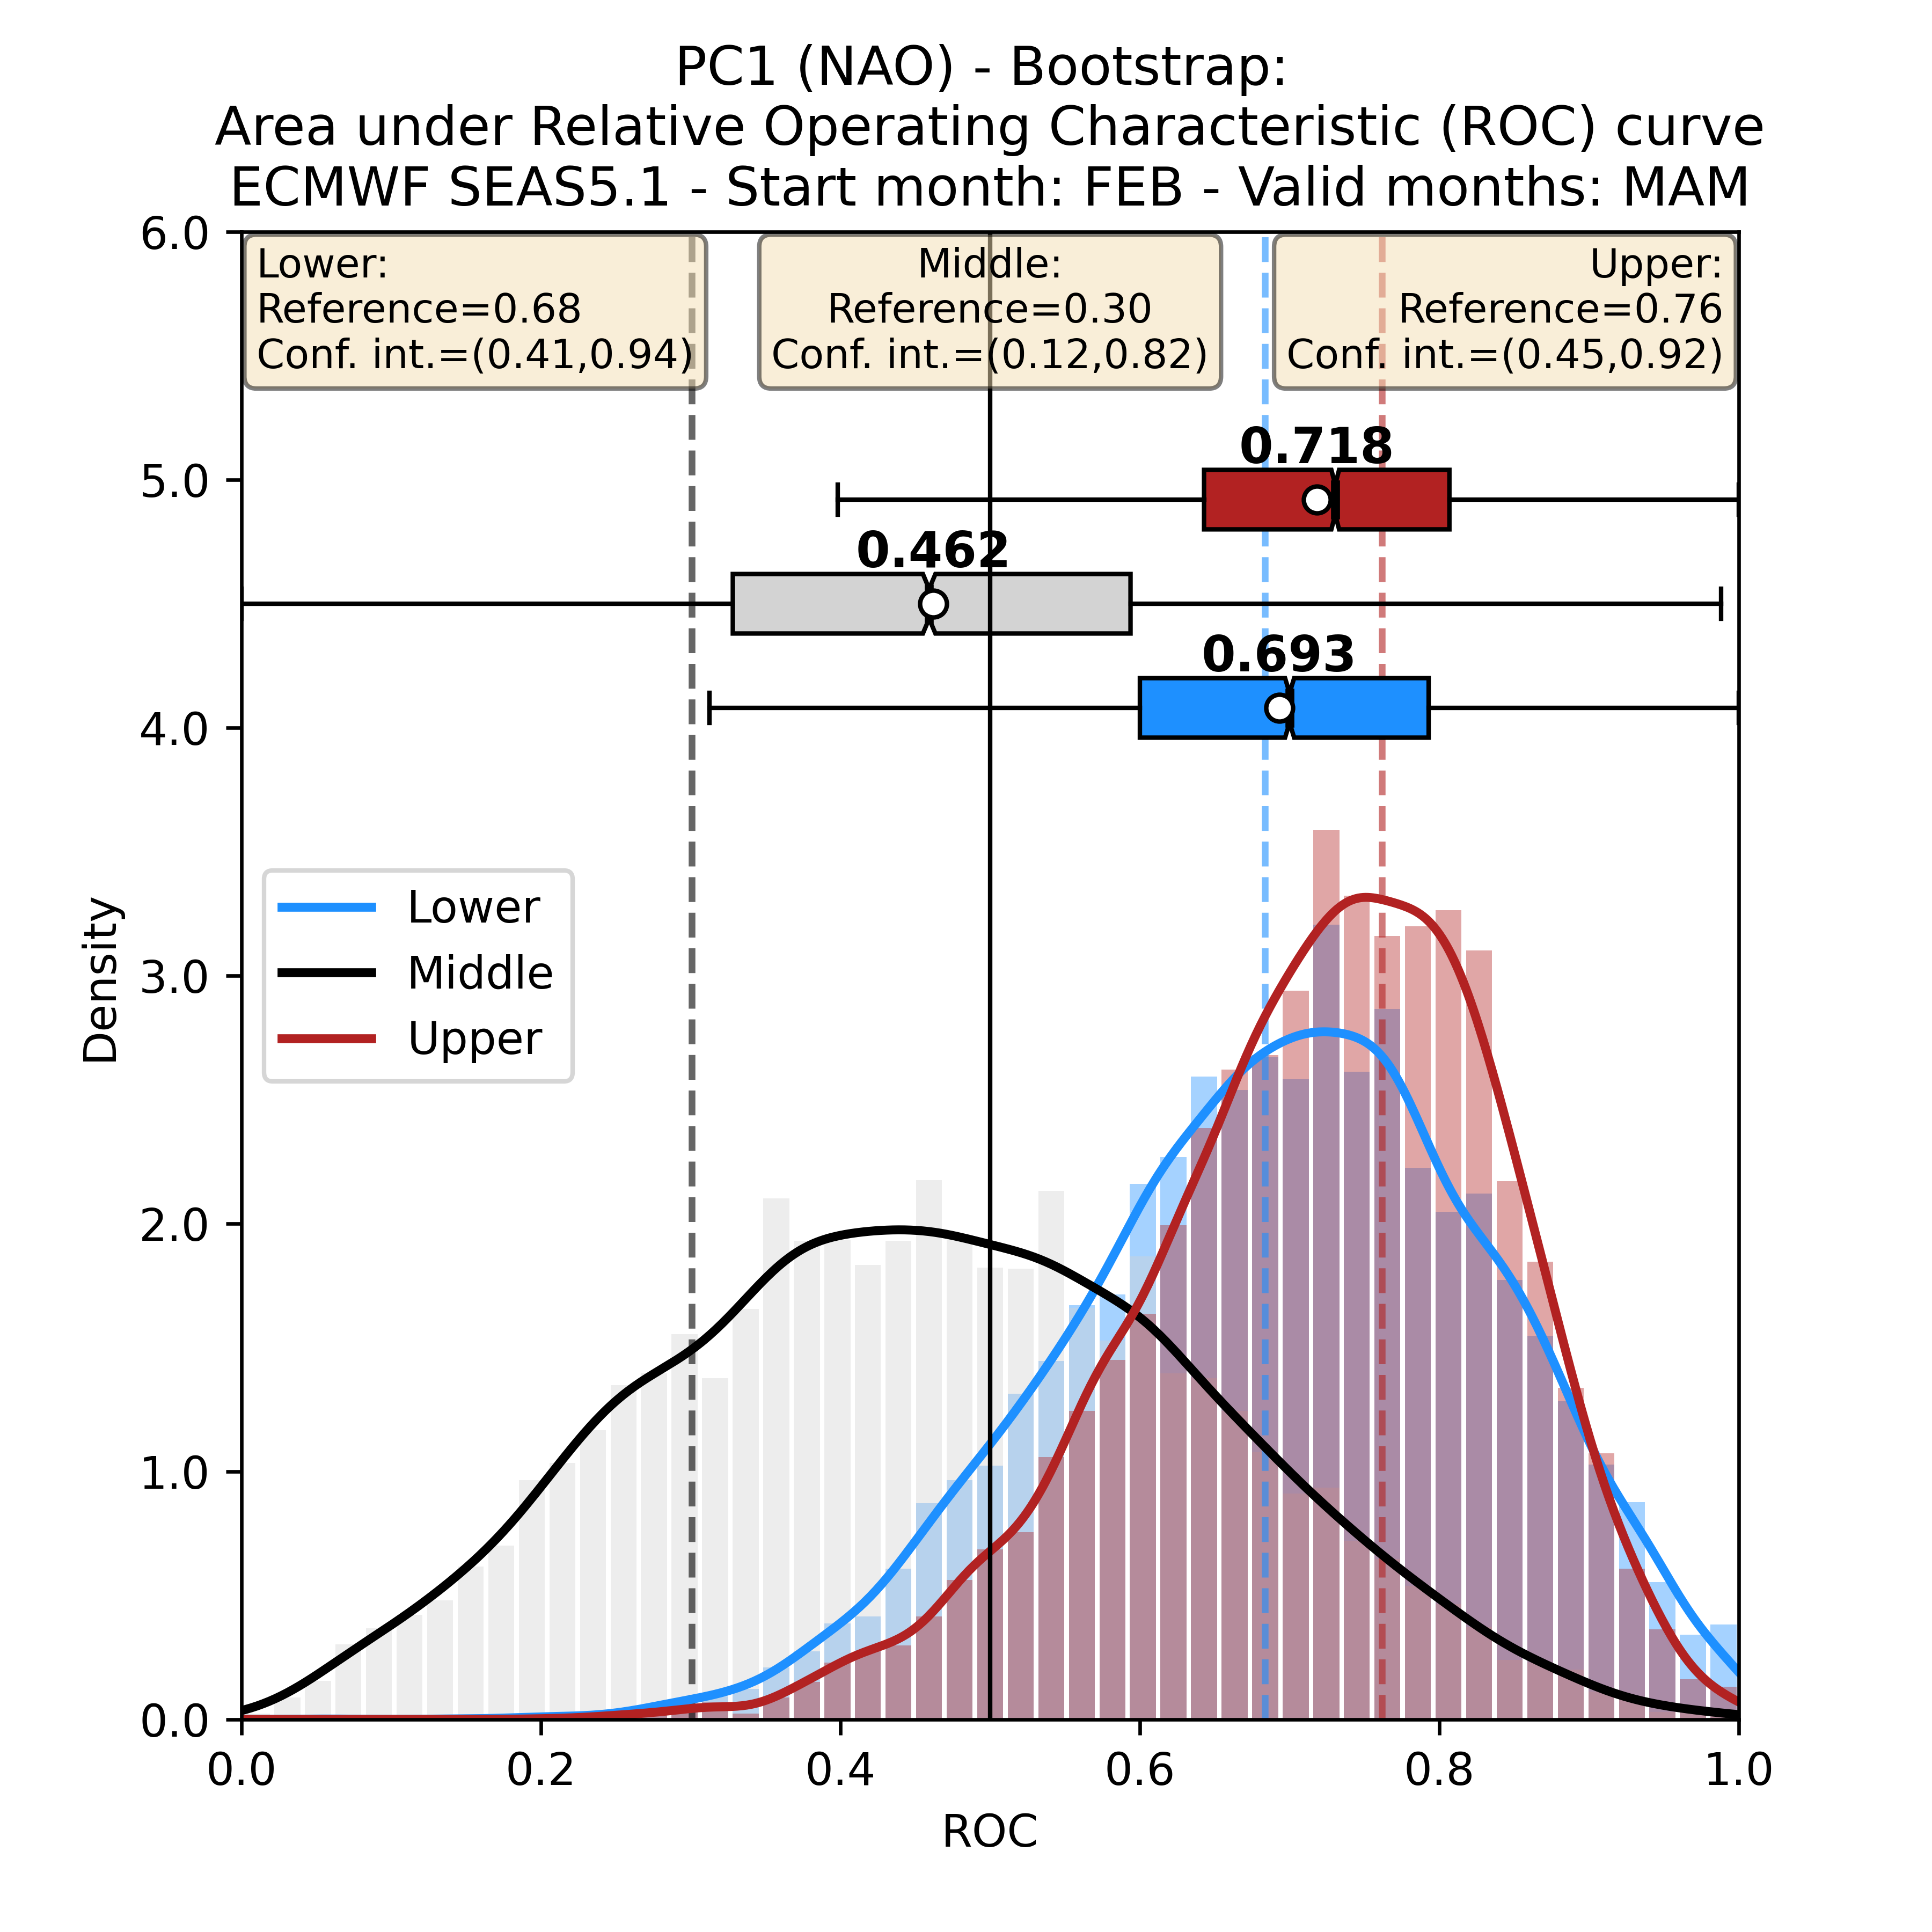 PC1 (NAO) - Bootstrap:
Area under Relative Operating Characteristic (ROC) curve
ECMWF SEAS5.1 - Start month: FEB - Valid months: MAM
Lower:
Reference=0.68
Conf. int.=(0.41,0.94)
Middle:
Reference=0.30
Conf. int.=(0.12,0.82)
Upper:
Reference=0.76
Conf. int.=(0.45,0.92)
0.718
0.462
0.693
Lower
Middle
Upper
Density
6.0
5.0
4.0
3.0
2.0
1.0
0.0
0.0 0.2 0.4 0.6 0.8 1.0
ROC